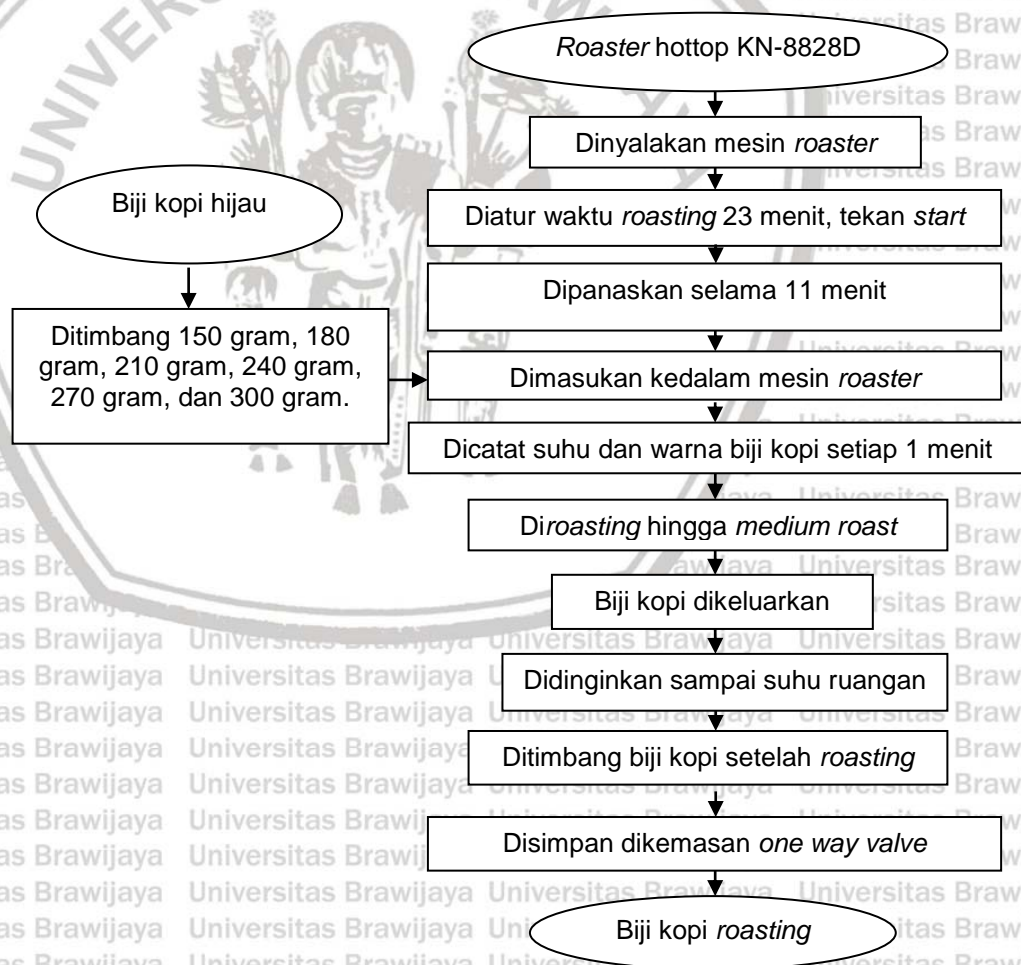 Roaster hottop KN-8828D
Dinyalakan mesin roaster
Diatur waktu roasting 23 menit, tekan start
Dipanaskan selama 11 menit
Biji kopi hijau
Ditimbang 150 gram, 180
gram, 210 gram, 240 gram,
270 gram, dan 300 gram.
Dimasukan kedalam mesin roaster
Dicatat suhu dan warna biji kopi setiap 1 menit
Diroasting hingga medium roast
Biji kopi dikeluarkan
Didinginkan sampai suhu ruangan
Ditimbang biji kopi setelah roasting
Disimpan dikemasan one way valve
Biji kopi roasting
Universitas Brawijaya